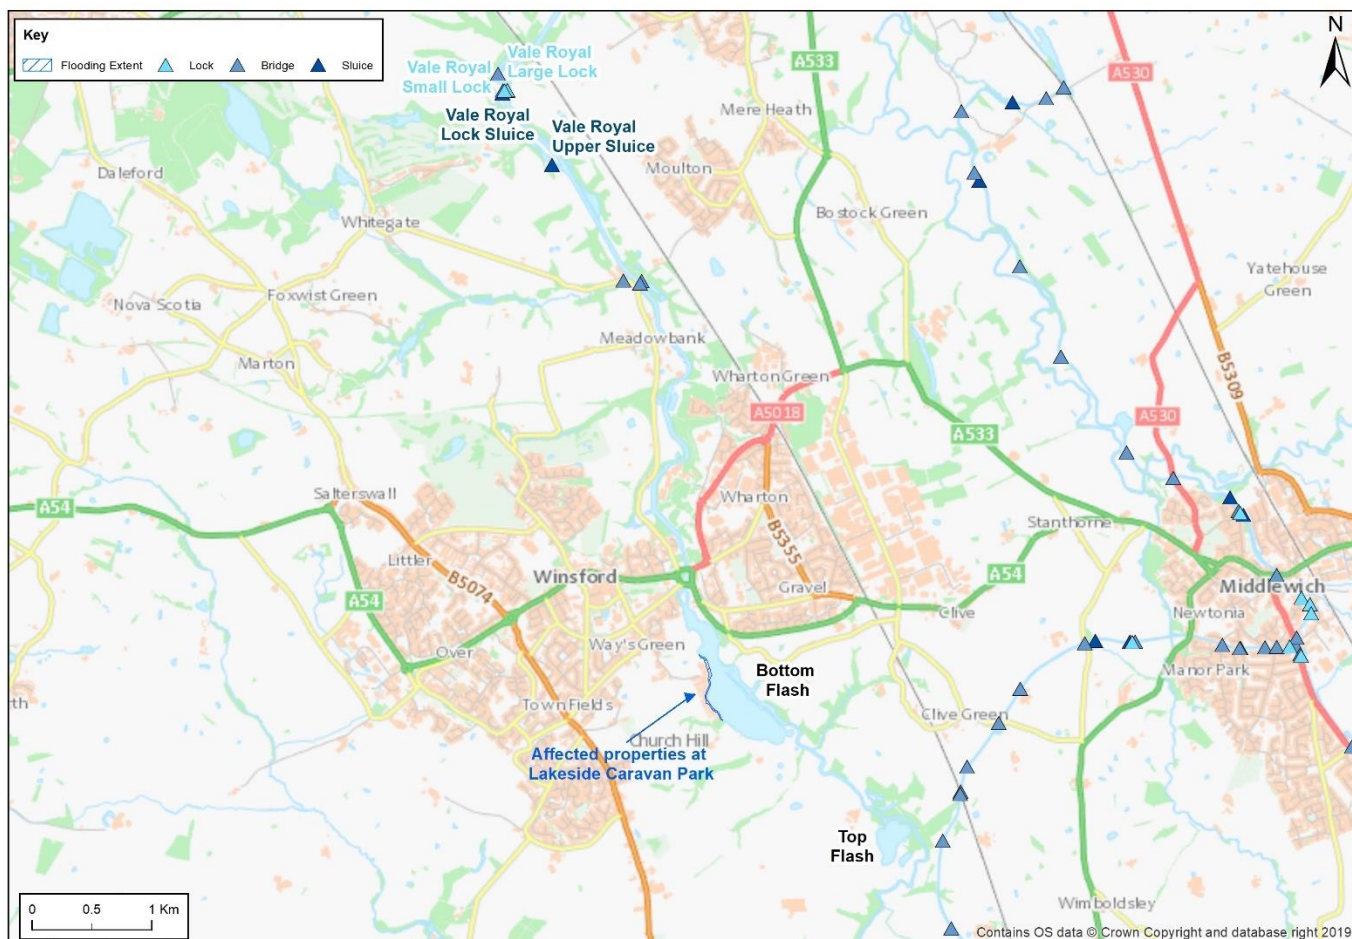 Key
Flooding Extent
Lock
Bridge
Sluice
N
Vale Royal
Large Lock
Vale Royal
Small Lock
Vale Royal
Lock Sluice
Vale Royal
Upper Sluice
A533
A530
Mere Heath
Daleford
Moulton
Whitegate
Bostock Green
Yatehouse
Green
Nova Scotia
Foxwist Green
Meadowbank
Marton
Wharton Green
B5309
A5018
A530
A533
Salterswall
Wharton
A54
Stanthorne
B5355
Littler
Winsford
Gravel
A54
Middlewich
B5074
A54
Clive
Newtonia
Way's Green
Over
Bottom
Flash
Manor Park
Town Fields
Clive Green
Church Hill
rth
Affected properties at
Lakeside Caravan Park
Top
Flash
Wimboldsley
0 0.5 1 Km
Contains OS data © Crown Copyright and database right 2019